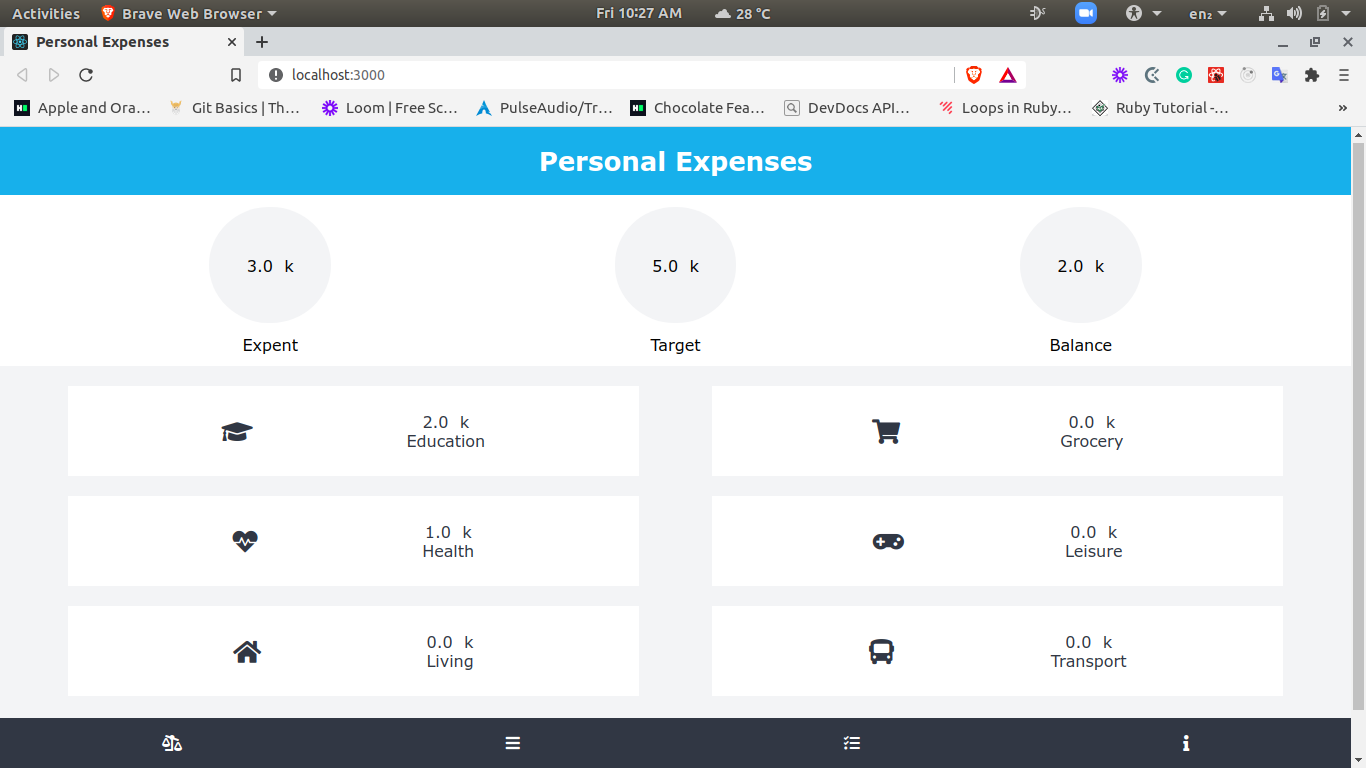 Activities Brave Web Browser Fri 10:27 AM 28 °C en₂
Personal Expenses
localhost:3000
Apple and Ora... Git Basics | Th... Loom | Free Sc... PulseAudio/Tr... Chocolate Fea... DevDocs API... Loops in Ruby... Ruby Tutorial -... »
Personal Expenses
3.0 k 5.0 k 2.0 k
Expent Target Balance
2.0 k 0.0 k
Education Grocery
1.0 k 0.0 k
Health Leisure
0.0 k 0.0 k
Living Transport